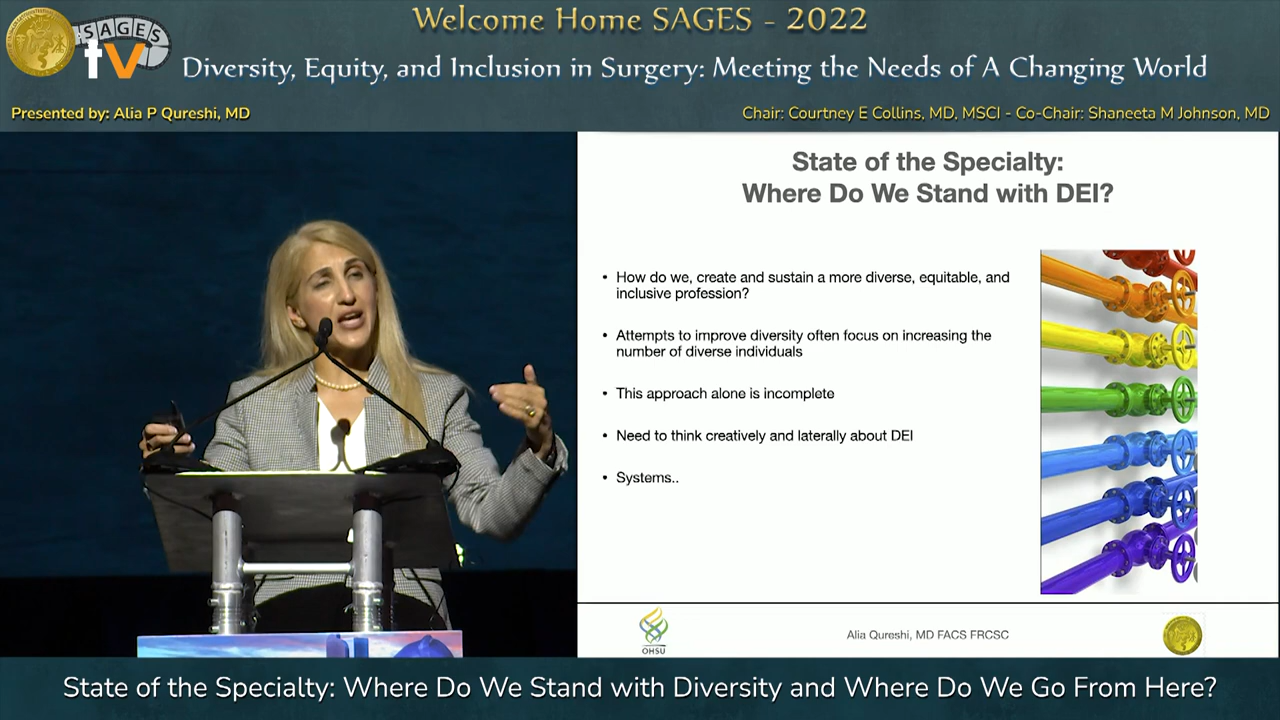 Welcome Home SAGES - 2022
SAGES
tv
Diversity, Equity, and Inclusion in Surgery: Meeting the Needs of A Changing World
Presented by: Alia P Qureshi, MD
Chair: Courtney E Collins, MD, MSCI - Co-Chair: Shaneeta M Johnson, MD
State of the Specialty:
Where Do We Stand with DEI?
• How do we, create and sustain a more diverse, equitable, and
inclusive profession?
• Attempts to improve diversity often focus on increasing the
number of diverse individuals
• This approach alone is incomplete
• Need to think creatively and laterally about DEI
• Systems..
OHSU
Alia Qureshi, MD FACS FRCSC
State of the Specialty: Where Do We Stand with Diversity and Where Do We Go From Here?